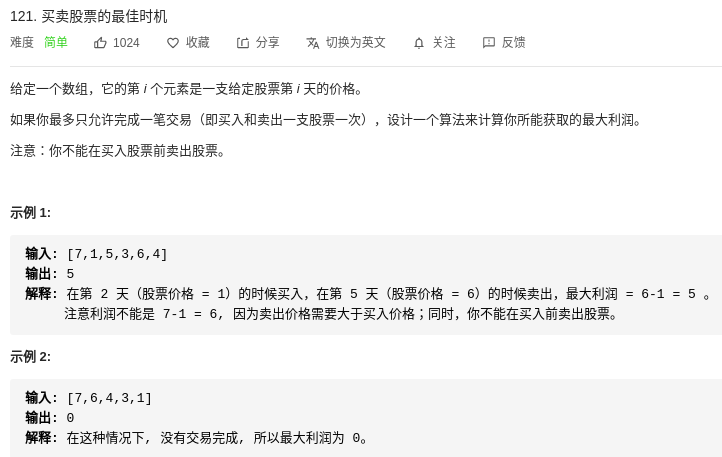 121. 买卖股票的最佳时机
难度 简单 1024 收藏 分享 切换为英文 关注 反馈
给定一个数组，它的第 i 个元素是一支给定股票第 i 天的价格。
如果你最多只允许完成一笔交易（即买入和卖出一支股票一次），设计一个算法来计算你所能获取的最大利润。
注意：你不能在买入股票前卖出股票。
示例 1:
输入: [7,1,5,3,6,4]
输出: 5
解释: 在第 2 天（股票价格 = 1）的时候买入，在第 5 天（股票价格 = 6）的时候卖出，最大利润 = 6-1 = 5 。
注意利润不能是 7-1 = 6, 因为卖出价格需要大于买入价格；同时，你不能在买入前卖出股票。
示例 2:
输入: [7,6,4,3,1]
输出: 0
解释: 在这种情况下, 没有交易完成, 所以最大利润为 0。